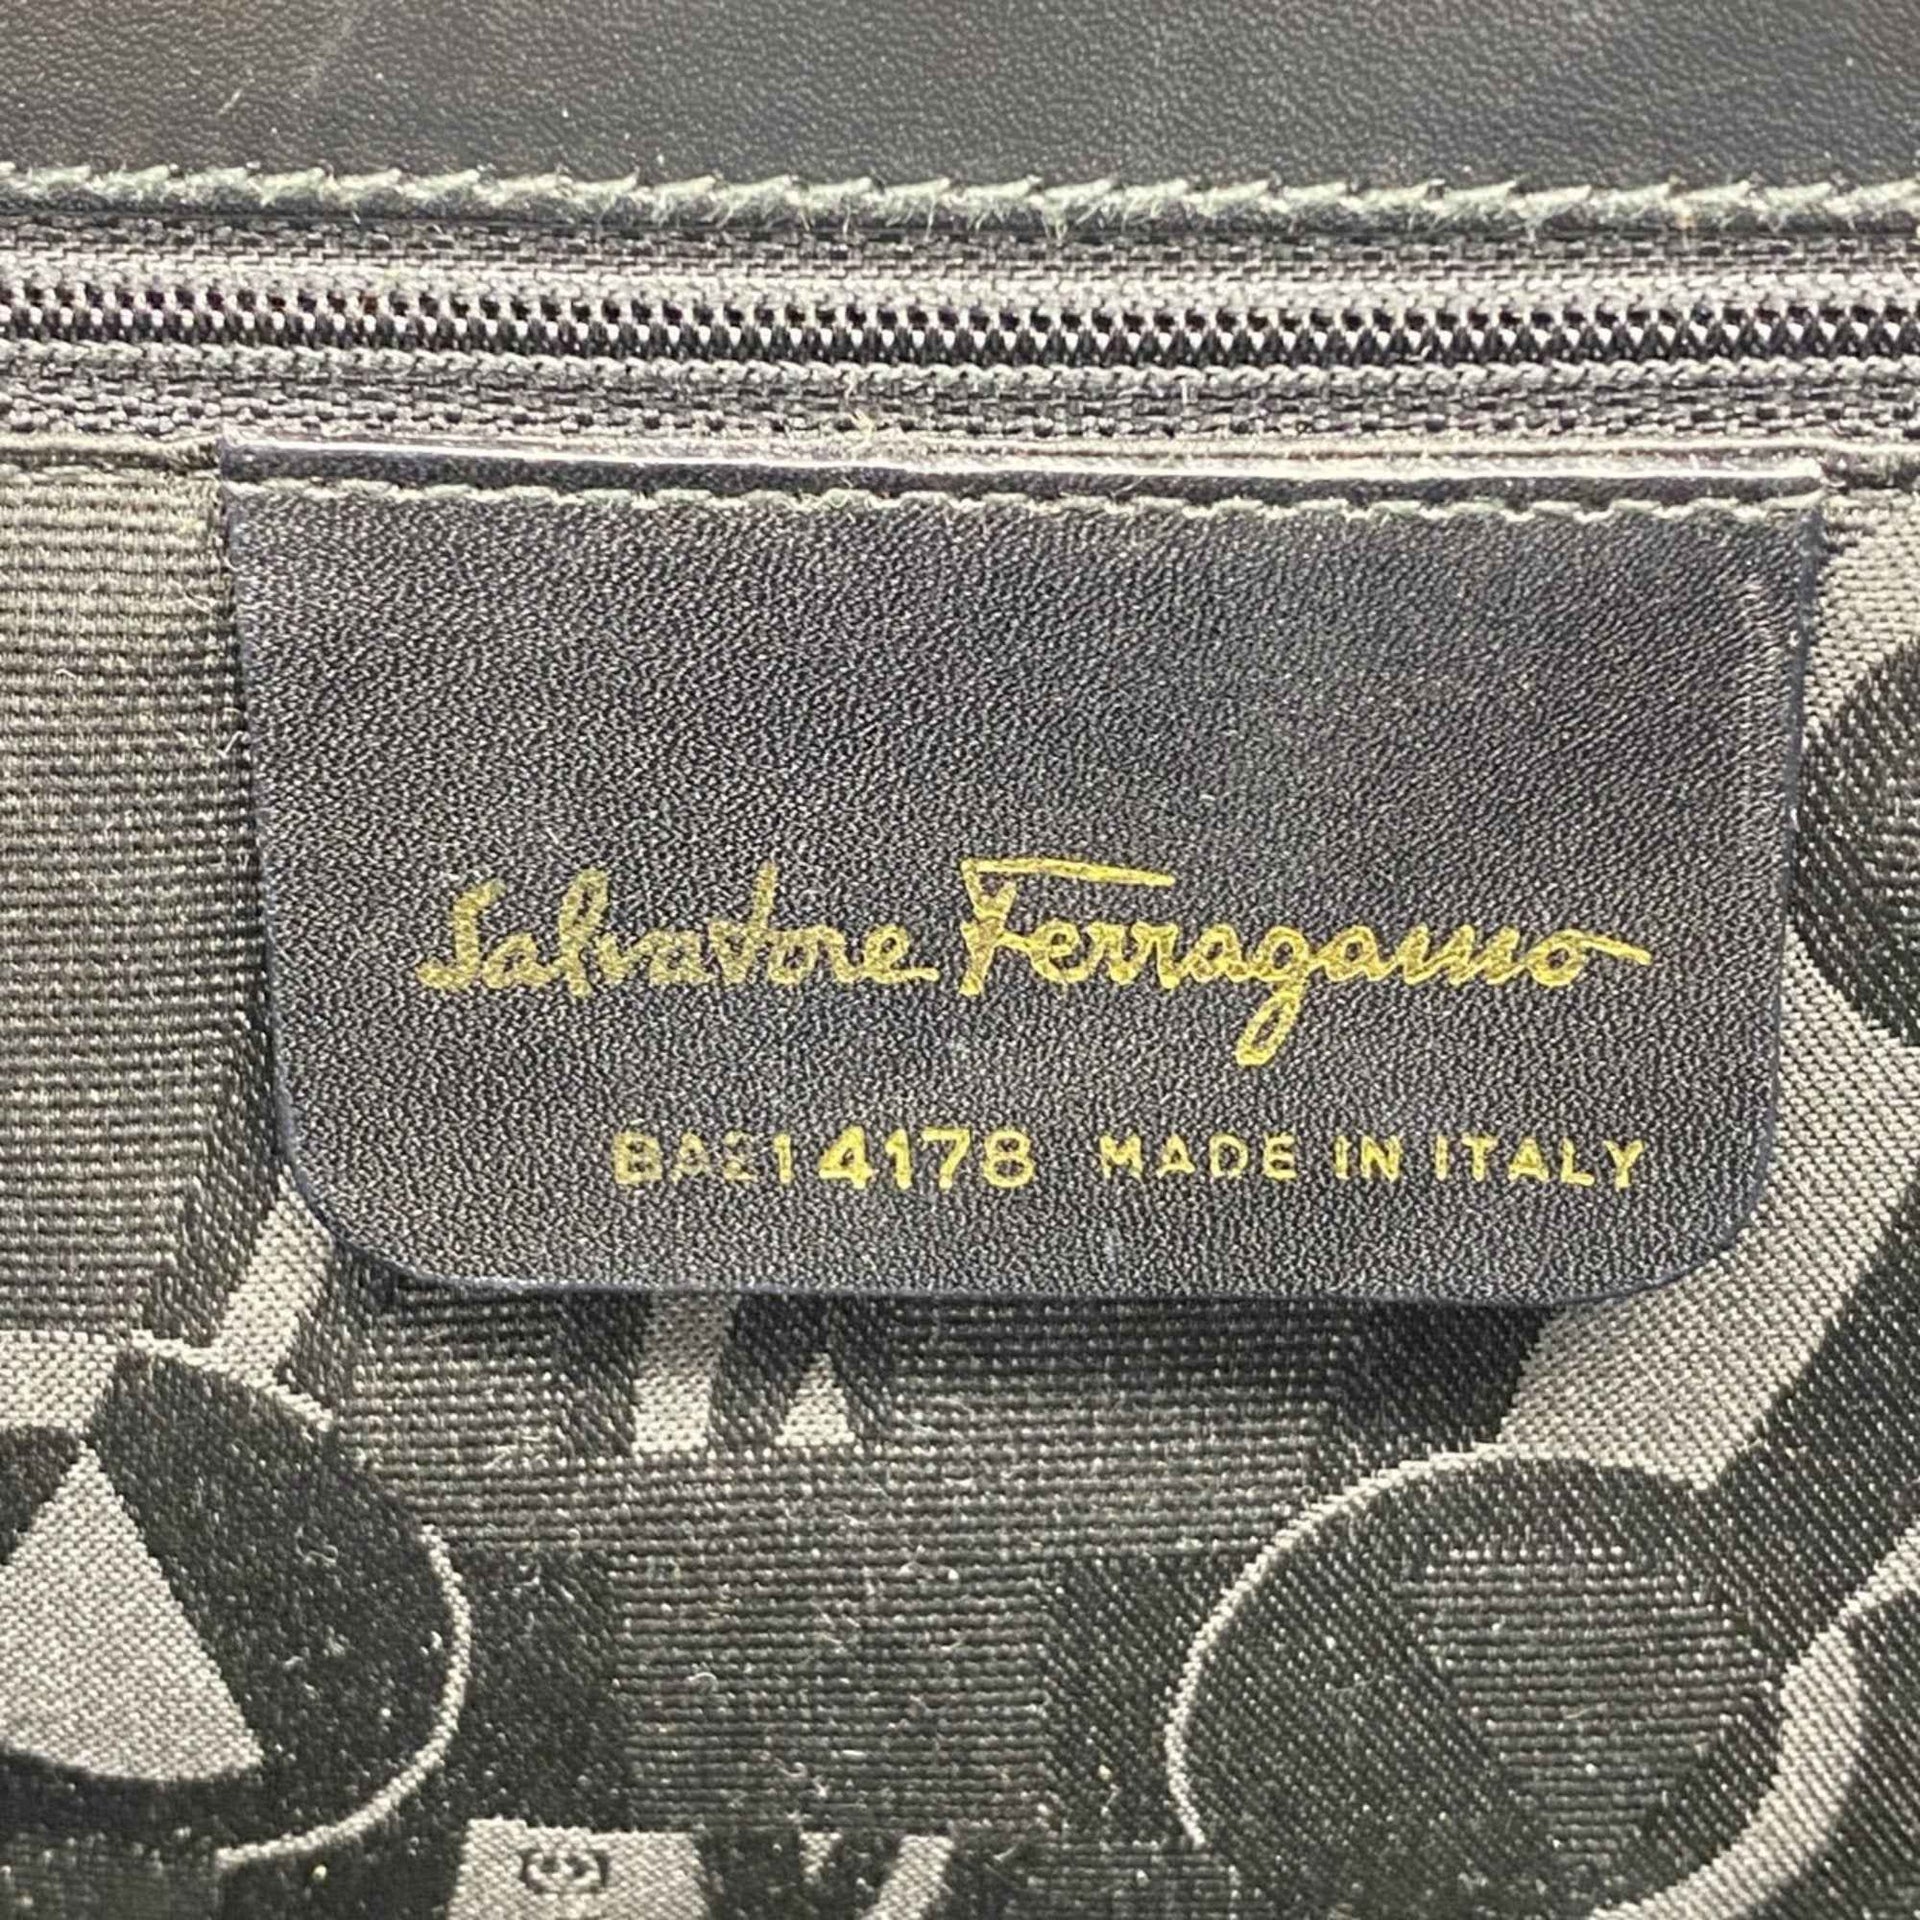 Salvatore Ferragamo
BA214178 MADE IN ITALY